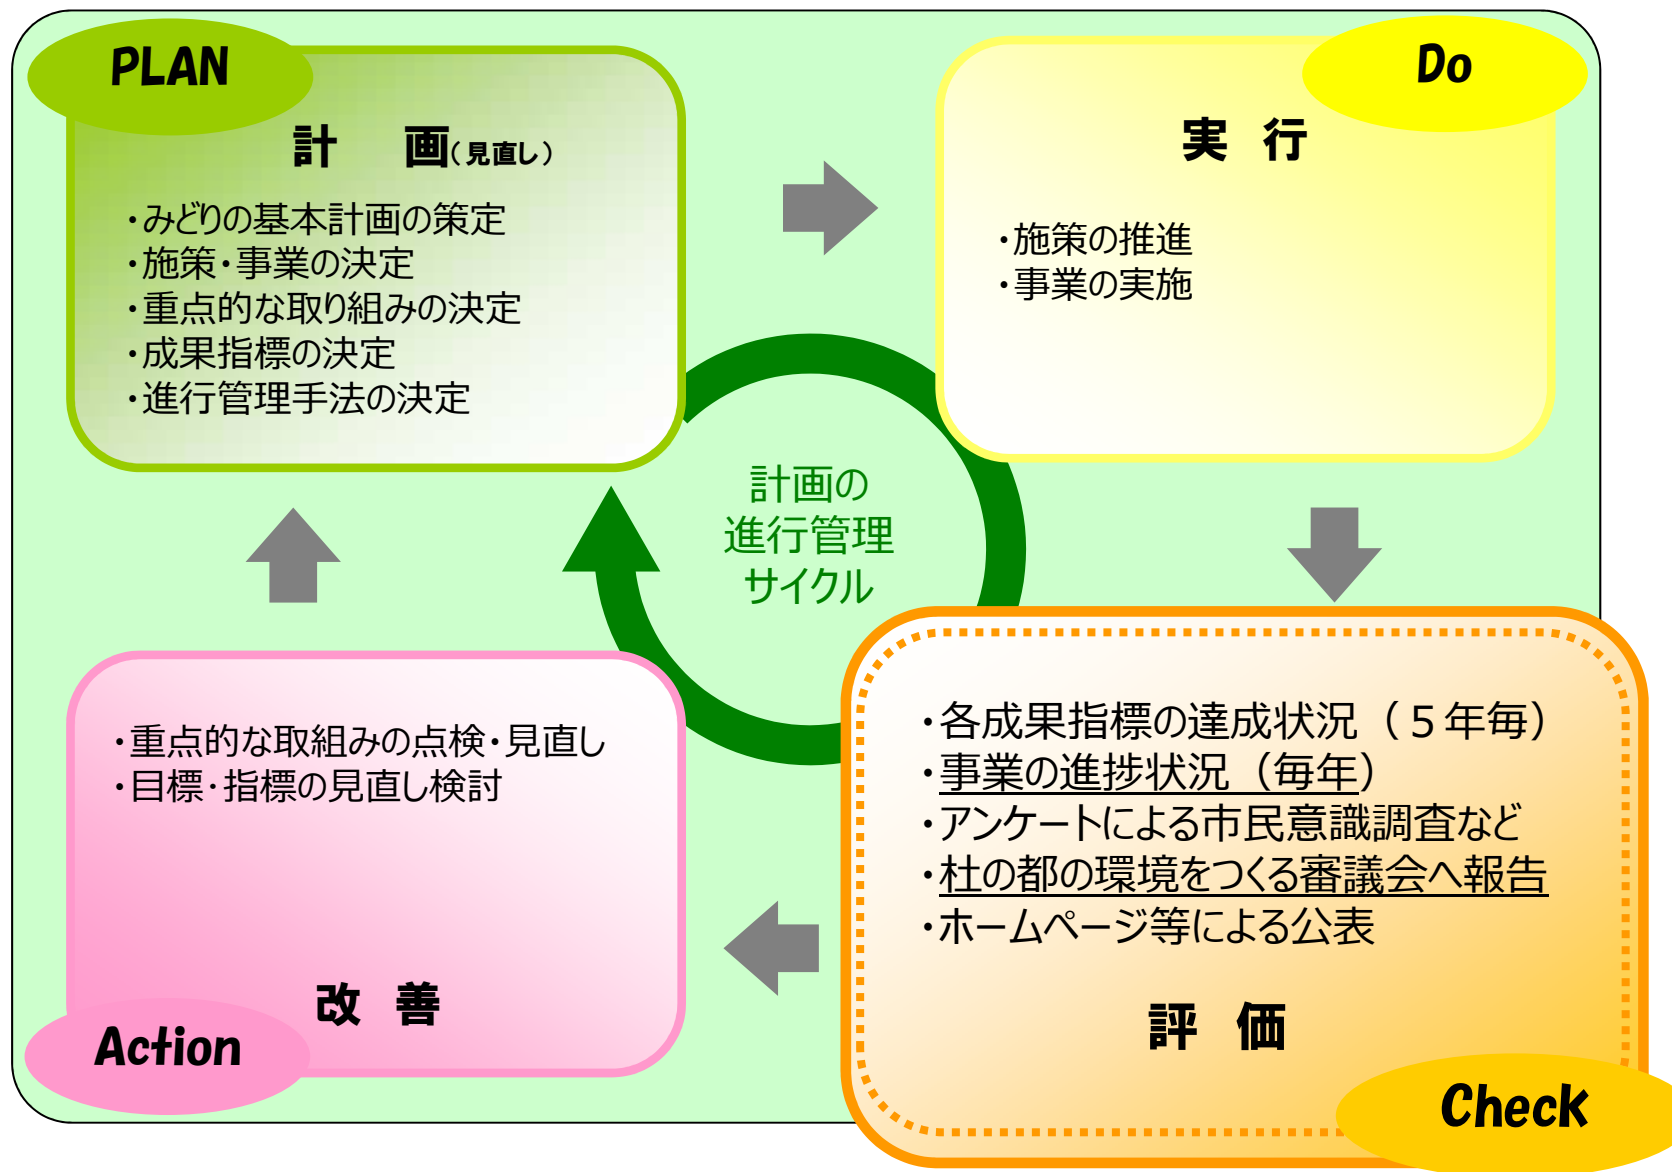 PLAN
計 画（見直し）
・みどりの基本計画の策定
・施策・事業の決定
・重点的な取り組みの決定
・成果指標の決定
・進行管理手法の決定
Do
実 行
・施策の推進
・事業の実施
計画の
進行管理
サイクル
・各成果指標の達成状況（５年毎）
・事業の進捗状況（毎年）
・アンケートによる市民意識調査など
・杜の都の環境をつくる審議会へ報告
・ホームページ等による公表
評 価
Check
・重点的な取組みの点検・見直し
・目標・指標の見直し検討
改 善
Action